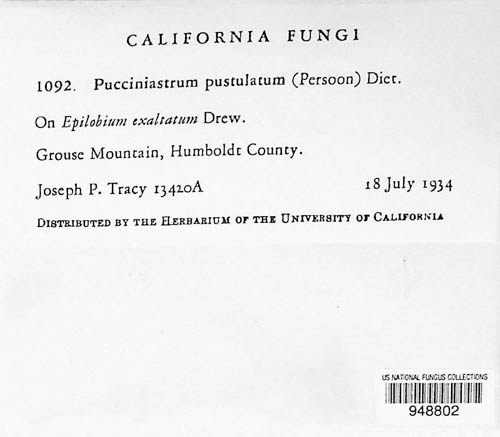 CALIFORNIA FUNGI
1092. Pucciniastrum pustulatum (Persoon) Diet.
On Epilobium exaltatum Drew.
Grouse Mountain, Humboldt County.
Joseph P. Tracy 13420A 18 July 1934
DISTRIBUTED BY THE HERBARIUM OF THE UNIVERSITY OF CALIFORNIA
US NATIONAL FUNGUS COLLECTIONS
948802